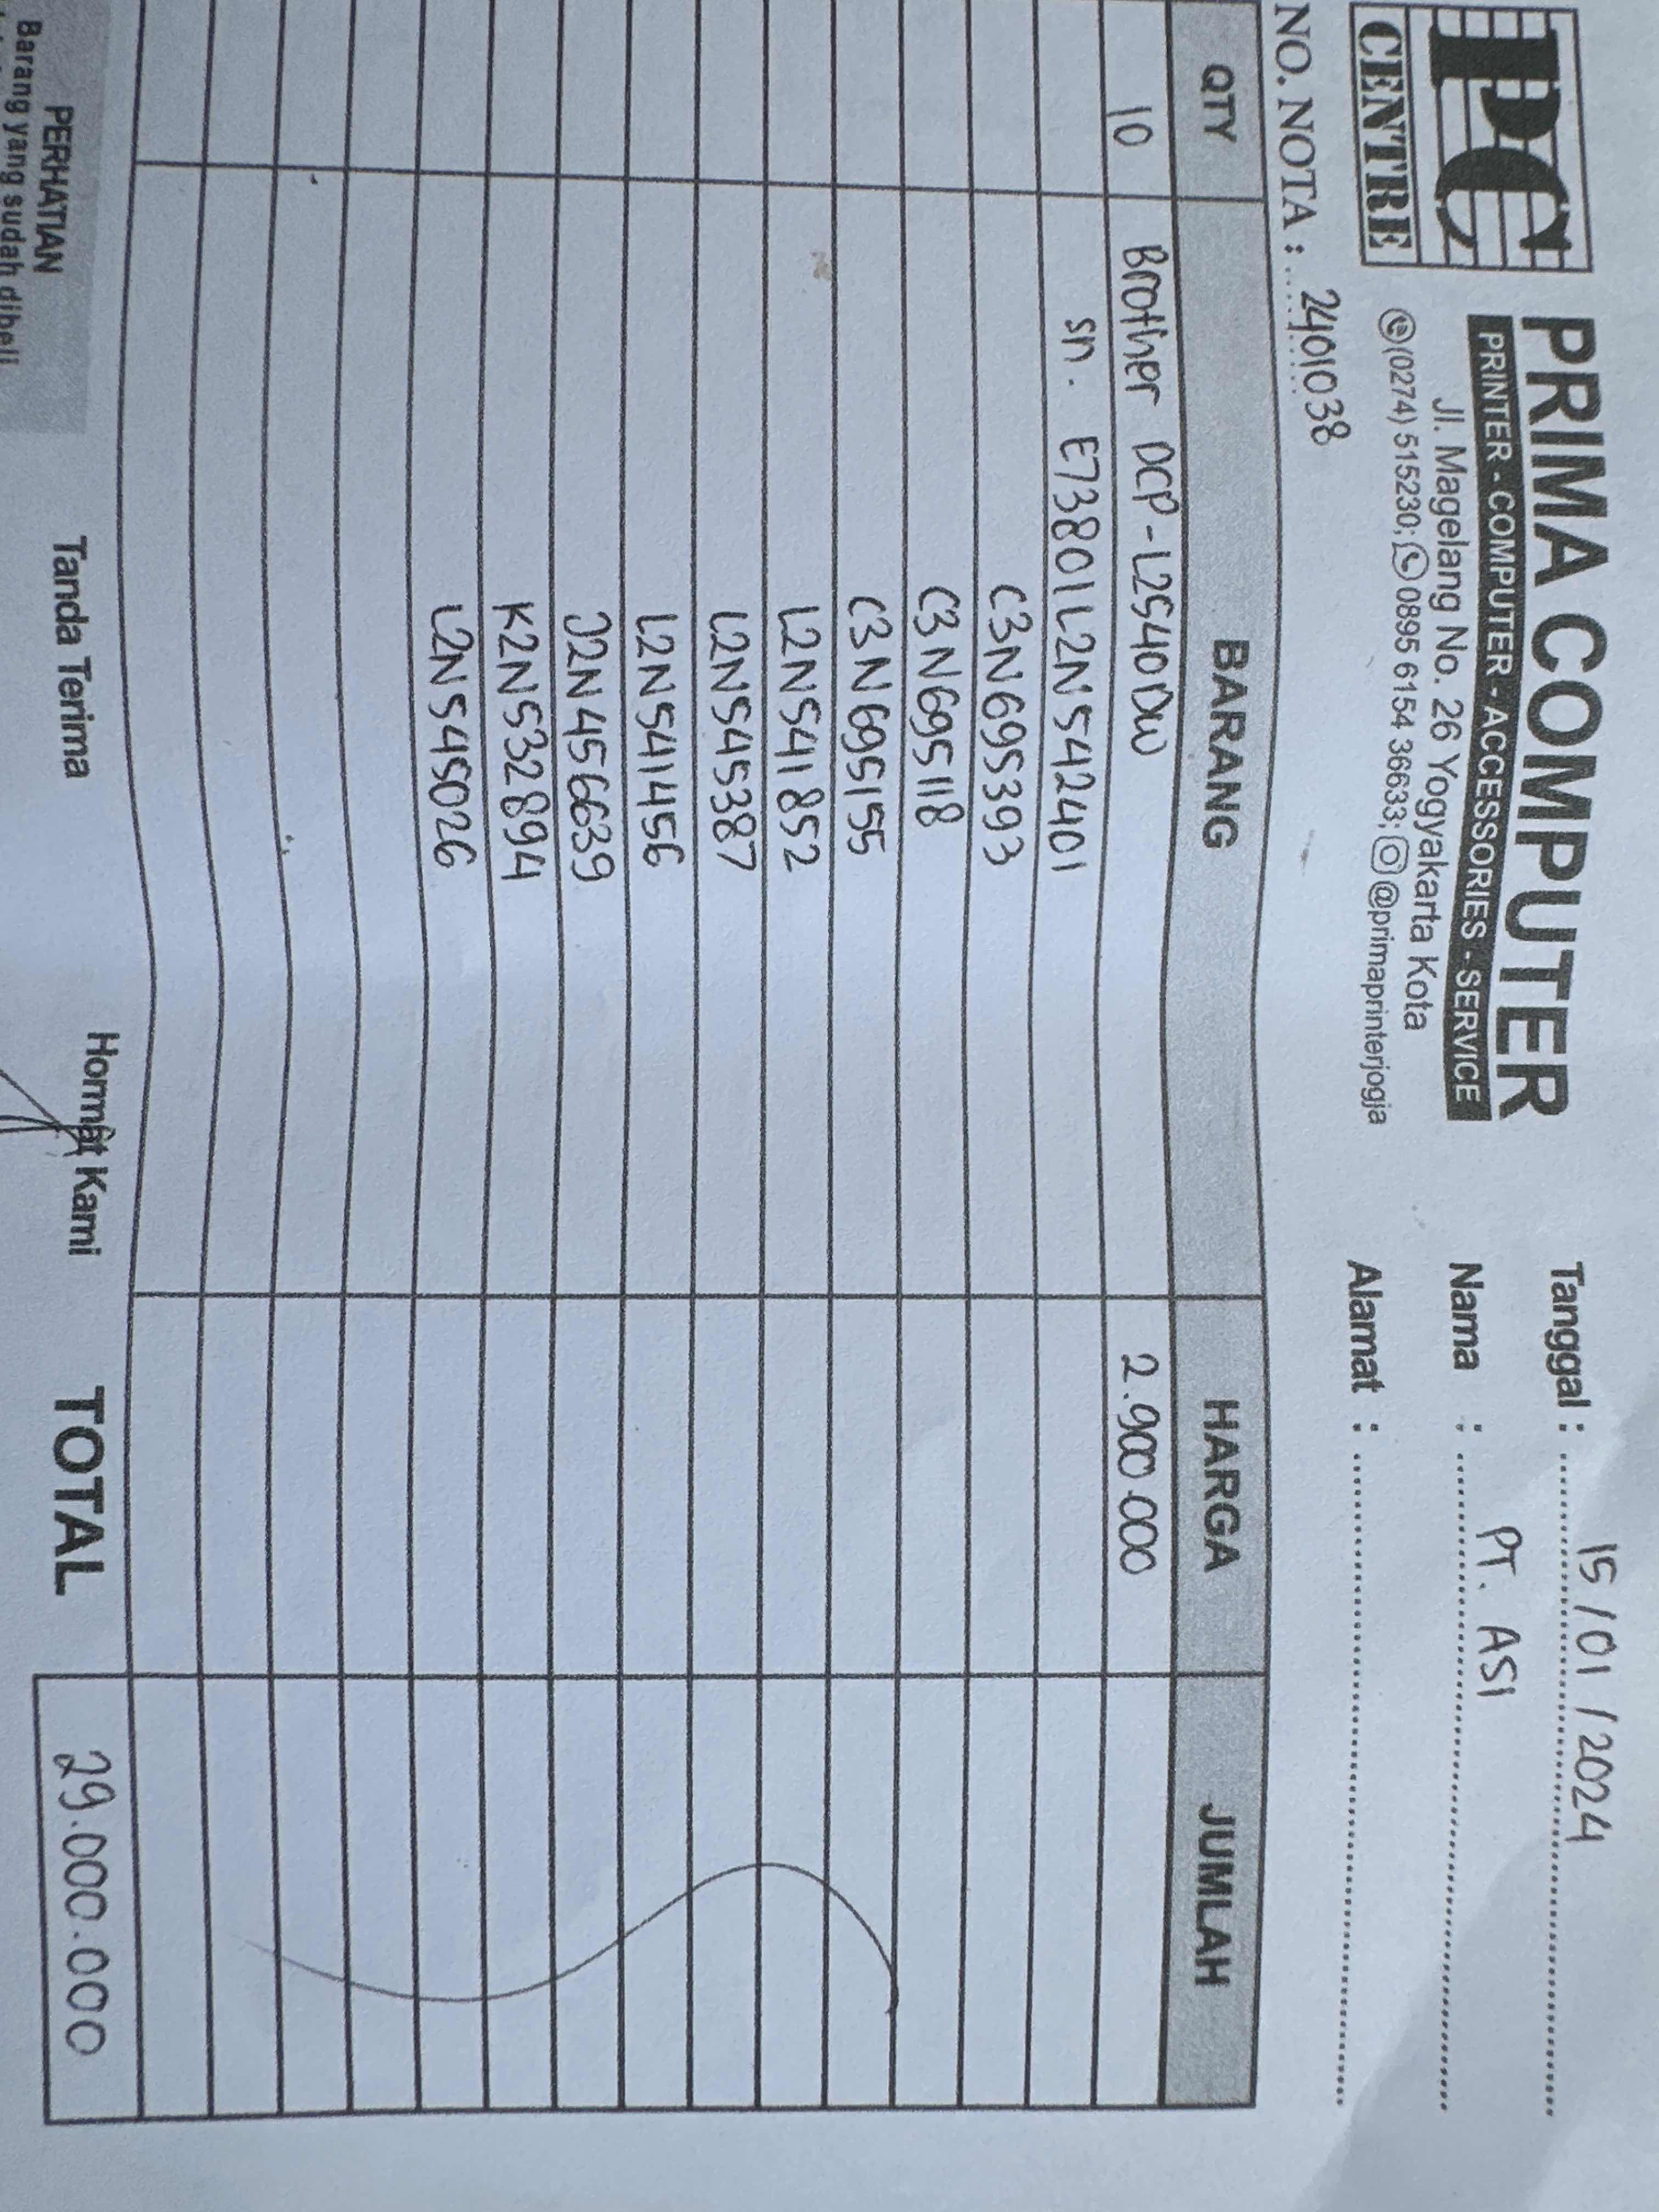 PC
CENTRE
PRIMA COMPUTER
PRINTER - COMPUTER - ACCESSORIES - SERVICE
Jl. Magelang No. 26 Yogyakarta Kota
(0274) 515230; 0895 6154 36633; @primaprinterjogja
Tanggal : 15/01/2024
Nama : PT. ASI
Alamat :
NO. NOTA : 2401038
QTY BARANG HARGA JUMLAH
10 Brother DCP-L2540DW 2.900.000
sn. E73801L2N542401
C3N695393
C3N695118
C3N695155
L2N541852
L2N545387
L2N541456
J2N456639
K2N532894
L2N545026
PERHATIAN
Barang yang sudah dibeli
Tanda Terima
Hormat Kami
TOTAL 29.000.000